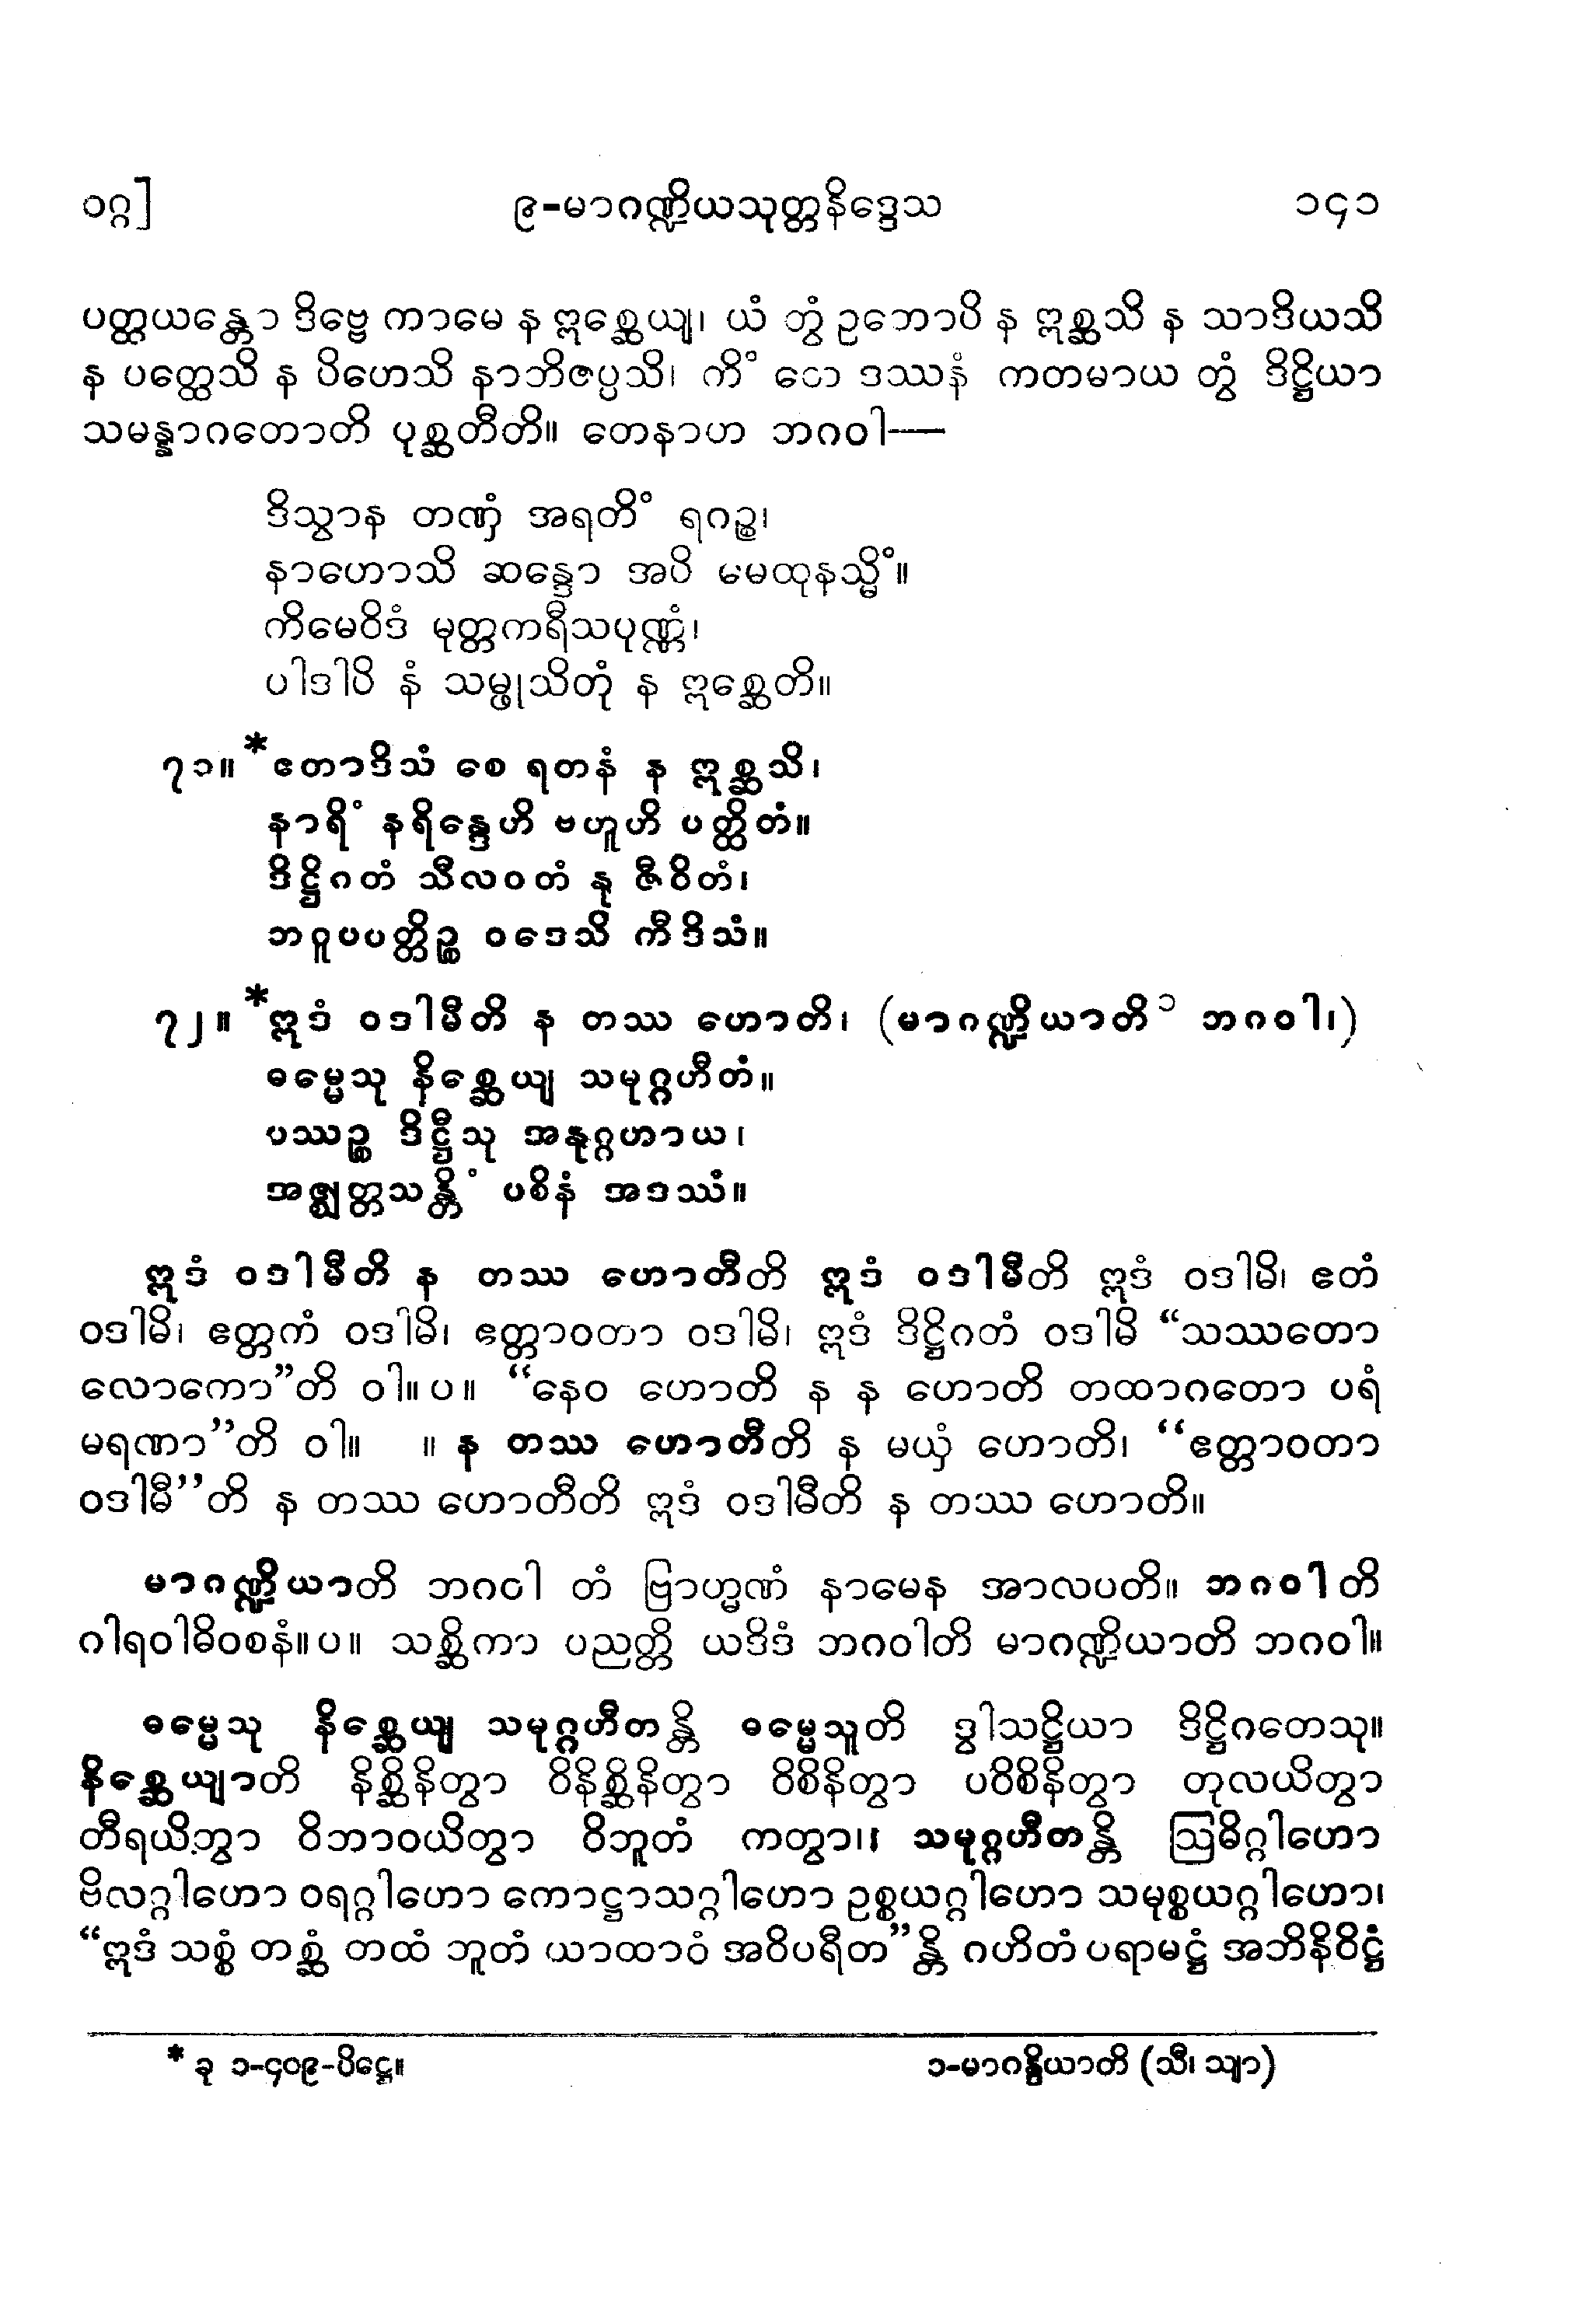 ဝဂ္ဂ] ၉-မာဂဏ္ဍိယသုတ္တနိဒ္ဒေသ ၁၄၁
ပတ္ထယန္တော ဒိဗ္ဗေ ကာမေ န ဣစ္ဆေယျ၊ ယံ တွံ ဥဘောပိ န ဣစ္ဆသိ န သာဒိယသိ
န ပတ္ထေသိ န ပိဟေသိ နာဘိဇပ္ပသိ၊ ကိံ တေ ဒဿနံ ကတမာယ တွံ ဒိဋ္ဌိယာ
သမန္နာဂတောတိ ပုစ္ဆတီတိ။ တေနာဟ ဘဂဝါ—
ဒိသွာန တဏှံ အရတိံ ရဂဉ္စ၊
နာဟောသိ ဆန္ဒော အပိ မေထုနသ္မိံ။
ကိမေဝိဒံ မုတ္တကရီသပုဏ္ဏံ၊
ပါဒါပိ နံ သမ္ဖုသိတုံ န ဣစ္ဆေတိ။
၇၁။ *ဧတာဒိသံ စေ ရတနံ န ဣစ္ဆသိ၊
နာရိံ နရိန္ဒေဟိ ဗဟူဟိ ပတ္ထိတံ။
ဒိဋ္ဌိဂတံ သီလဝတံ နု ဇီဝိတံ၊
ဘဝူပပတ္တိဉ္စ ဝဒေသိ ကီဒိသံ။
၇၂။ *ဣဒံ ဝဒါမီတိ န တဿ ဟောတိ၊ (မာဂဏ္ဍိယာတိ ၁ ဘဂဝါ၊)
ဓမ္မေသု နိစ္ဆေယျ သမုဂ္ဂဟီတံ။
ပဿဉ္စ ဒိဋ္ဌီသု အနုဂ္ဂဟာယ၊
အဇ္ဈတ္တသန္တိံ ပစိနံ အဒဿံ။
ဣဒံ ဝဒါမီတိ န တဿ ဟောတီတိ ဣဒံ ဝဒါမီတိ ဣဒံ ဝဒါမိ၊ ဧတံ
ဝဒါမိ၊ ဧတ္တကံ ဝဒါမိ၊ ဧတ္တာဝတာ ဝဒါမိ၊ ဣဒံ ဒိဋ္ဌိဂတံ ဝဒါမိ “သဿတော
လောကော”တိ ဝါ။ပ။ “နေဝ ဟောတိ န န ဟောတိ တထာဂတော ပရံ
မရဏာ”တိ ဝါ။ ။ န တဿ ဟောတီတိ န မယှံ ဟောတိ၊ “ဧတ္တာဝတာ
ဝဒါမီ”တိ န တဿ ဟောတီတိ ဣဒံ ဝဒါမီတိ န တဿ ဟောတိ။
မာဂဏ္ဍိယာတိ ဘဂဝါ တံ ဗြာဟ္မဏံ နာမေန အာလပတိ။ ဘဂဝါတိ
ဂါရဝါဓိဝစနံ။ပ။ သစ္ဆိကာ ပညတ္တိ ယဒိဒံ ဘဂဝါတိ မာဂဏ္ဍိယာတိ ဘဂဝါ။
ဓမ္မေသု နိစ္ဆေယျ သမုဂ္ဂဟီတန္တိ ဓမ္မေသူတိ ဒွါသဋ္ဌိယာ ဒိဋ္ဌိဂတေသု။
နိစ္ဆေယျာတိ နိစ္ဆိနိတွာ ဝိနိစ္ဆိနိတွာ ဝိစိနိတွာ ပဝိစိနိတွာ တုလယိတွာ
တီရယိတွာ ဝိဘာဝယိတွာ ဝိဘူတံ ကတွာ။ သမုဂ္ဂဟီတန္တိ ဩဓိဂ္ဂါဟော
ဗိလဂ္ဂါဟော ဝရဂ္ဂါဟော ကောဋ္ဌာသဂ္ဂါဟော ဥစ္စယဂ္ဂါဟော သမုစ္စယဂ္ဂါဟော၊
“ဣဒံ သစ္စံ တစ္ဆံ တထံ ဘူတံ ယာထာဝံ အဝိပရီတ”န္တိ ဂဟိတံ ပရာမဋ္ဌံ အဘိနိဝိဋ္ဌံ
* ခု ၁-၄၀၉-ပိဋ္ဌေ။ ၁-မာဂန္ဒိယာတိ (သီ၊ သျာ)